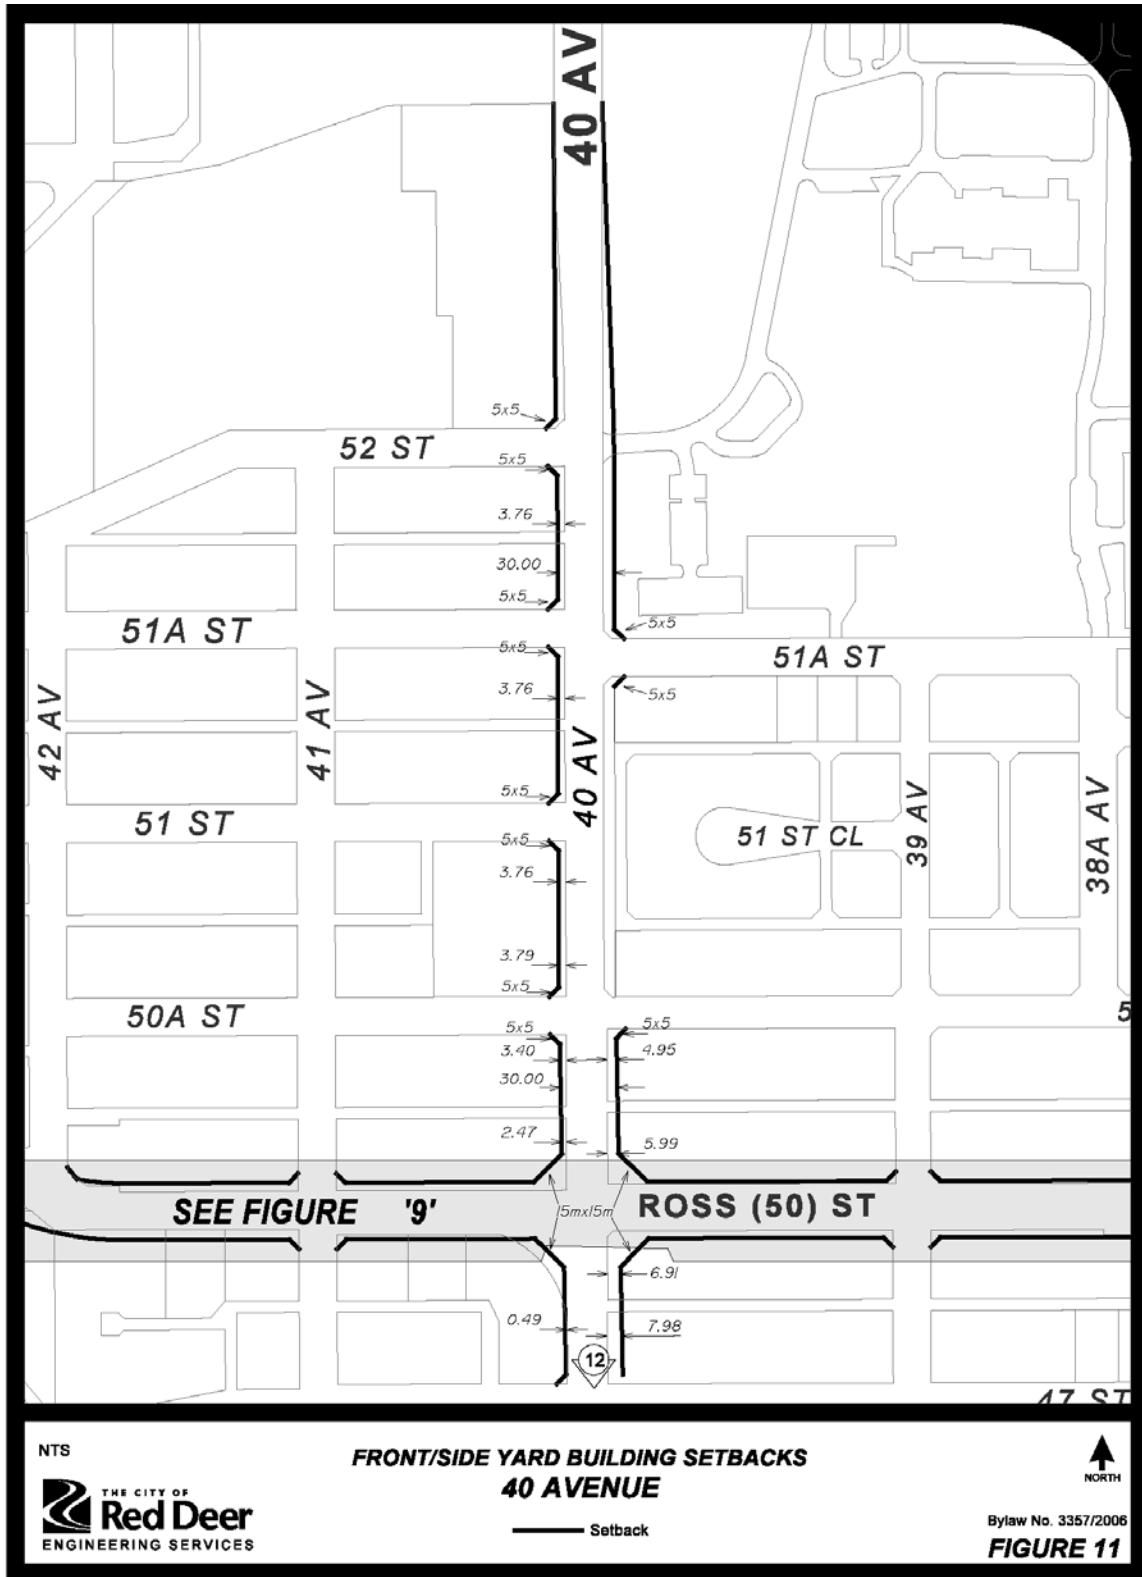 40 AV
5x5
52 ST
5x5
3.76
30.00
5x5
5x5
51A ST
5x5
51A ST
3.76
5x5
42 AV
41 AV
40 AV
5x5
51 ST
5x5
51 ST CL
39 AV
38A AV
3.76
3.79
5x5
50A ST
5
5x5
5x5
3.40
4.95
30.00
2.47
5.99
SEE FIGURE '9'
15mx15m
ROSS (50) ST
6.91
0.49
7.98
12
47 ST
NTS
FRONT/SIDE YARD BUILDING SETBACKS
40 AVENUE
NORTH
THE CITY OF
Red Deer
ENGINEERING SERVICES
Setback
Bylaw No. 3357/2006
FIGURE 11